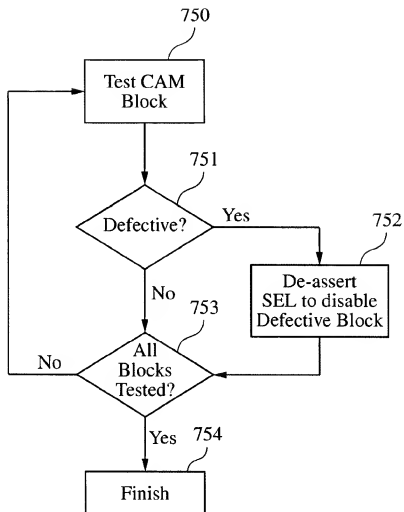 750
Test CAM
Block
751
Defective?
Yes
752
De-assert
SEL to disable
Defective Block
No
753
All
Blocks
Tested?
No
Yes
754
Finish